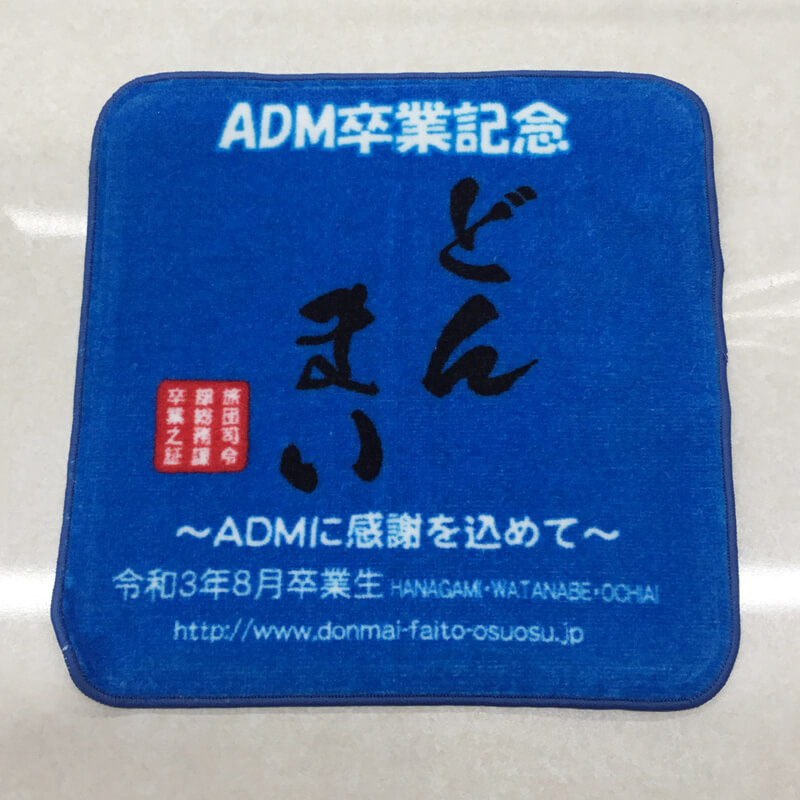 ADM卒業記念
どん
まい
旅団司令
部総務課
卒業之証
～ADMに感謝を込めて～
令和3年8月卒業生 HANAGAMI・WATANABE・OCHIAI
http://www.donmai-faito-osuosu.jp